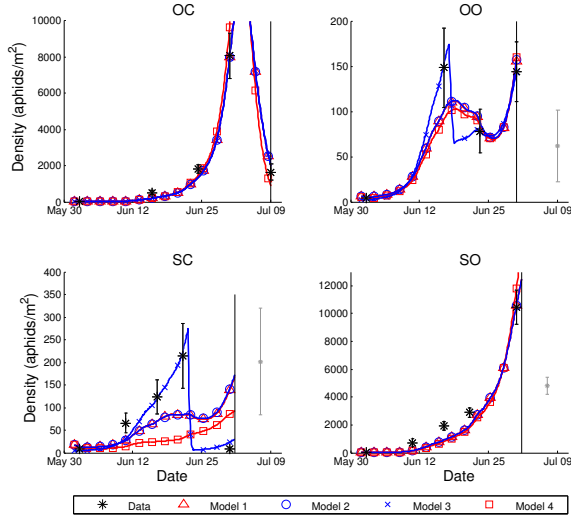 OC
OO
Density (aphids/m²)
10000
8000
6000
4000
2000
0
May 30
Jun 12
Jun 25
Jul 09
200
150
100
50
0
May 30
Jun 12
Jun 25
Jul 09
SC
SO
Density (aphids/m²)
400
350
300
250
200
150
100
50
0
May 30
Jun 12
Jun 25
Jul 09
Date
12000
10000
8000
6000
4000
2000
0
May 30
Jun 12
Jun 25
Jul 09
Date
Data
Model 1
Model 2
Model 3
Model 4